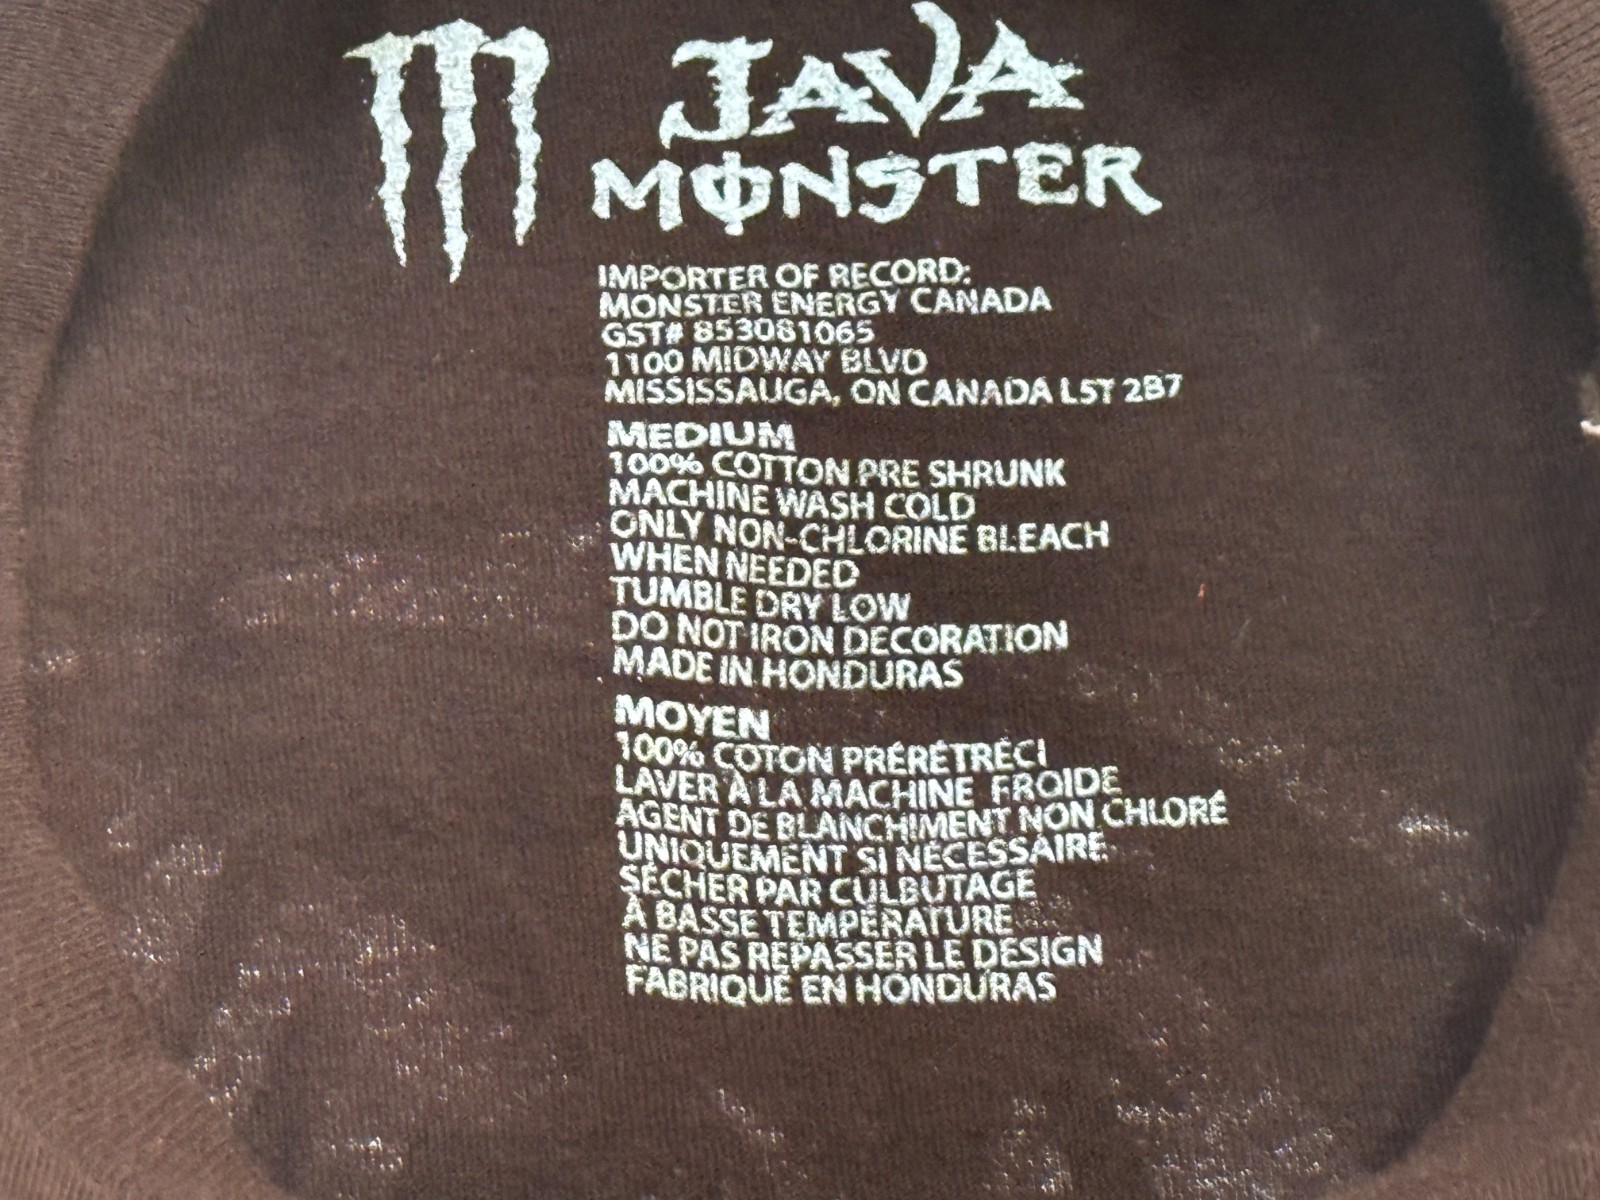 JAVA
MONSTER
IMPORTER OF RECORD:
MONSTER ENERGY CANADA
GST# 853081065
1100 MIDWAY BLVD
MISSISSAUGA, ON CANADA L5T 2B7
MEDIUM
100% COTTON PRE SHRUNK
MACHINE WASH COLD
ONLY NON-CHLORINE BLEACH
WHEN NEEDED
TUMBLE DRY LOW
DO NOT IRON DECORATION
MADE IN HONDURAS
MOYEN
100% COTON PRÉRÉTRÉCI
LAVER À LA MACHINE FROIDE
AGENT DE BLANCHIMENT NON CHLORÉ
UNIQUEMENT SI NÉCESSAIRE
SÉCHER PAR CULBUTAGE
À BASSE TEMPÉRATURE
NE PAS REPASSER LE DESIGN
FABRIQUÉ EN HONDURAS